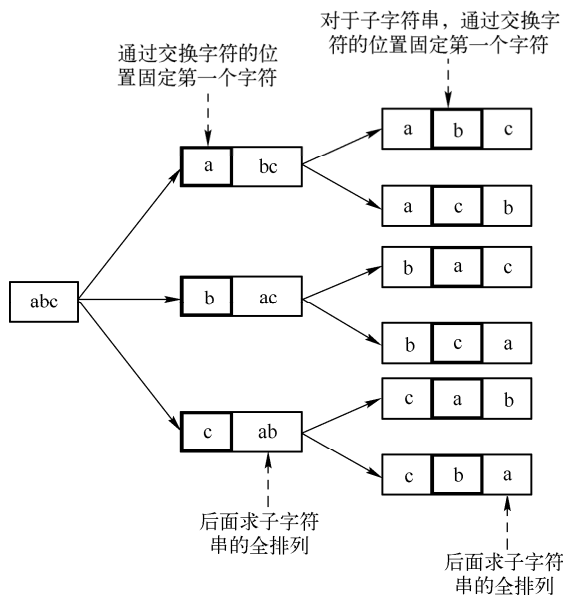 对于子字符串，通过交换字
符的位置固定第一个字符
通过交换字符的位
置固定第一个字符
a b c
a bc
a c b
b a c
abc
b ac
b c a
c a b
c ab
c b a
后面求子字符
串的全排列
后面求子字符
串的全排列